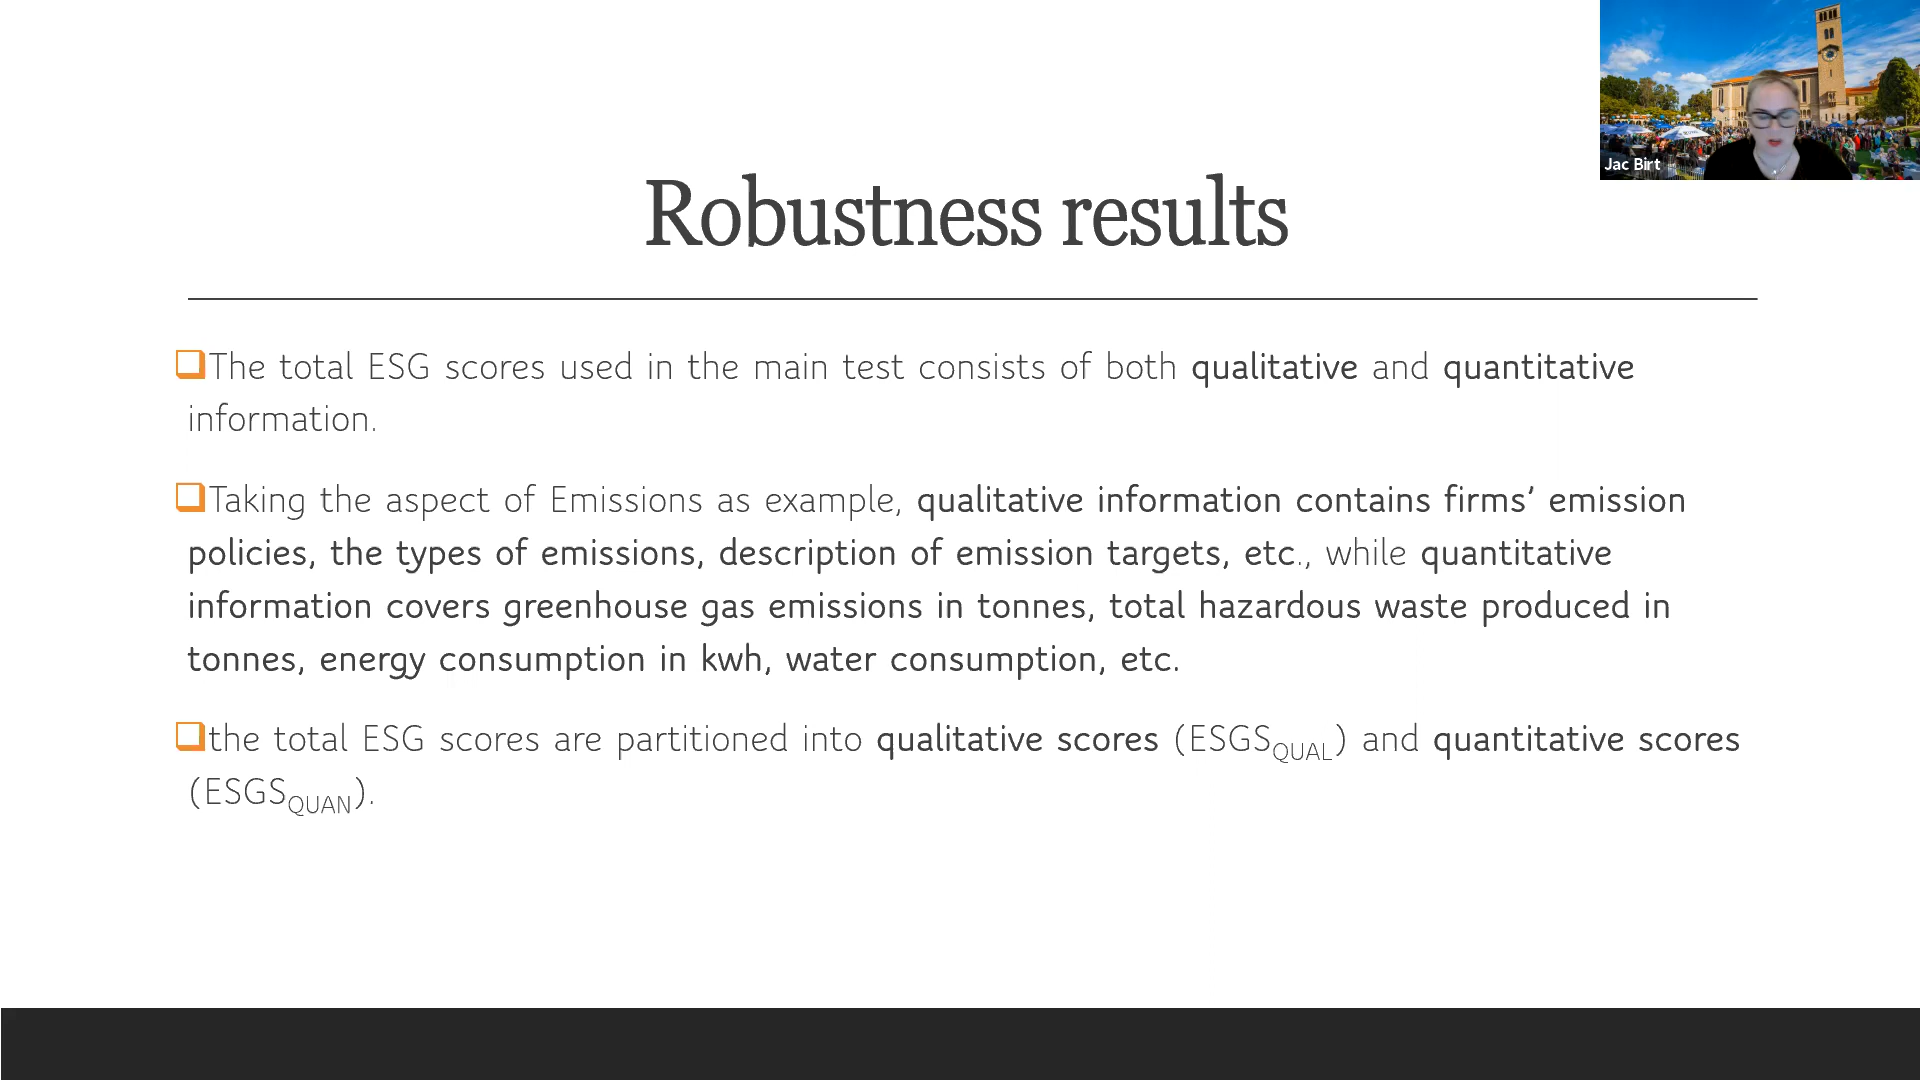 Jac Birt
Robustness results
The total ESG scores used in the main test consists of both qualitative and quantitative
information.
Taking the aspect of Emissions as example, qualitative information contains firms’ emission
policies, the types of emissions, description of emission targets, etc., while quantitative
information covers greenhouse gas emissions in tonnes, total hazardous waste produced in
tonnes, energy consumption in kwh, water consumption, etc.
the total ESG scores are partitioned into qualitative scores (ESGSQUAL) and quantitative scores
(ESGSQUAN).